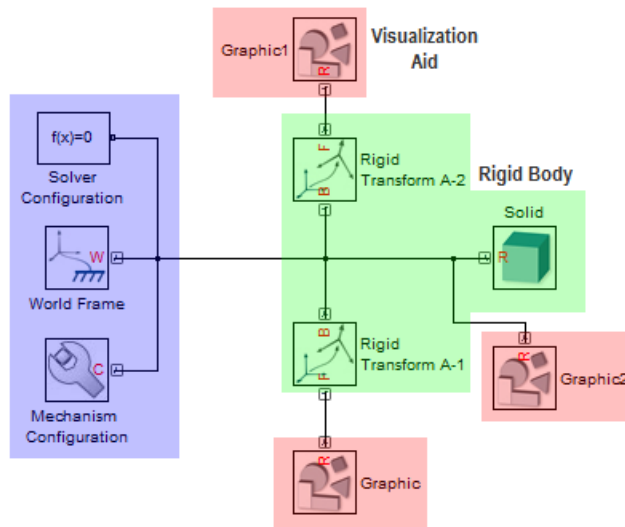 Graphic1
R
Visualization
Aid
f(x)=0
Solver
Configuration
F
B
Rigid
Transform A-2
Rigid Body
Solid
R
W
World Frame
B
F
Rigid
Transform A-1
R
Graphic2
C
Mechanism
Configuration
R
Graphic